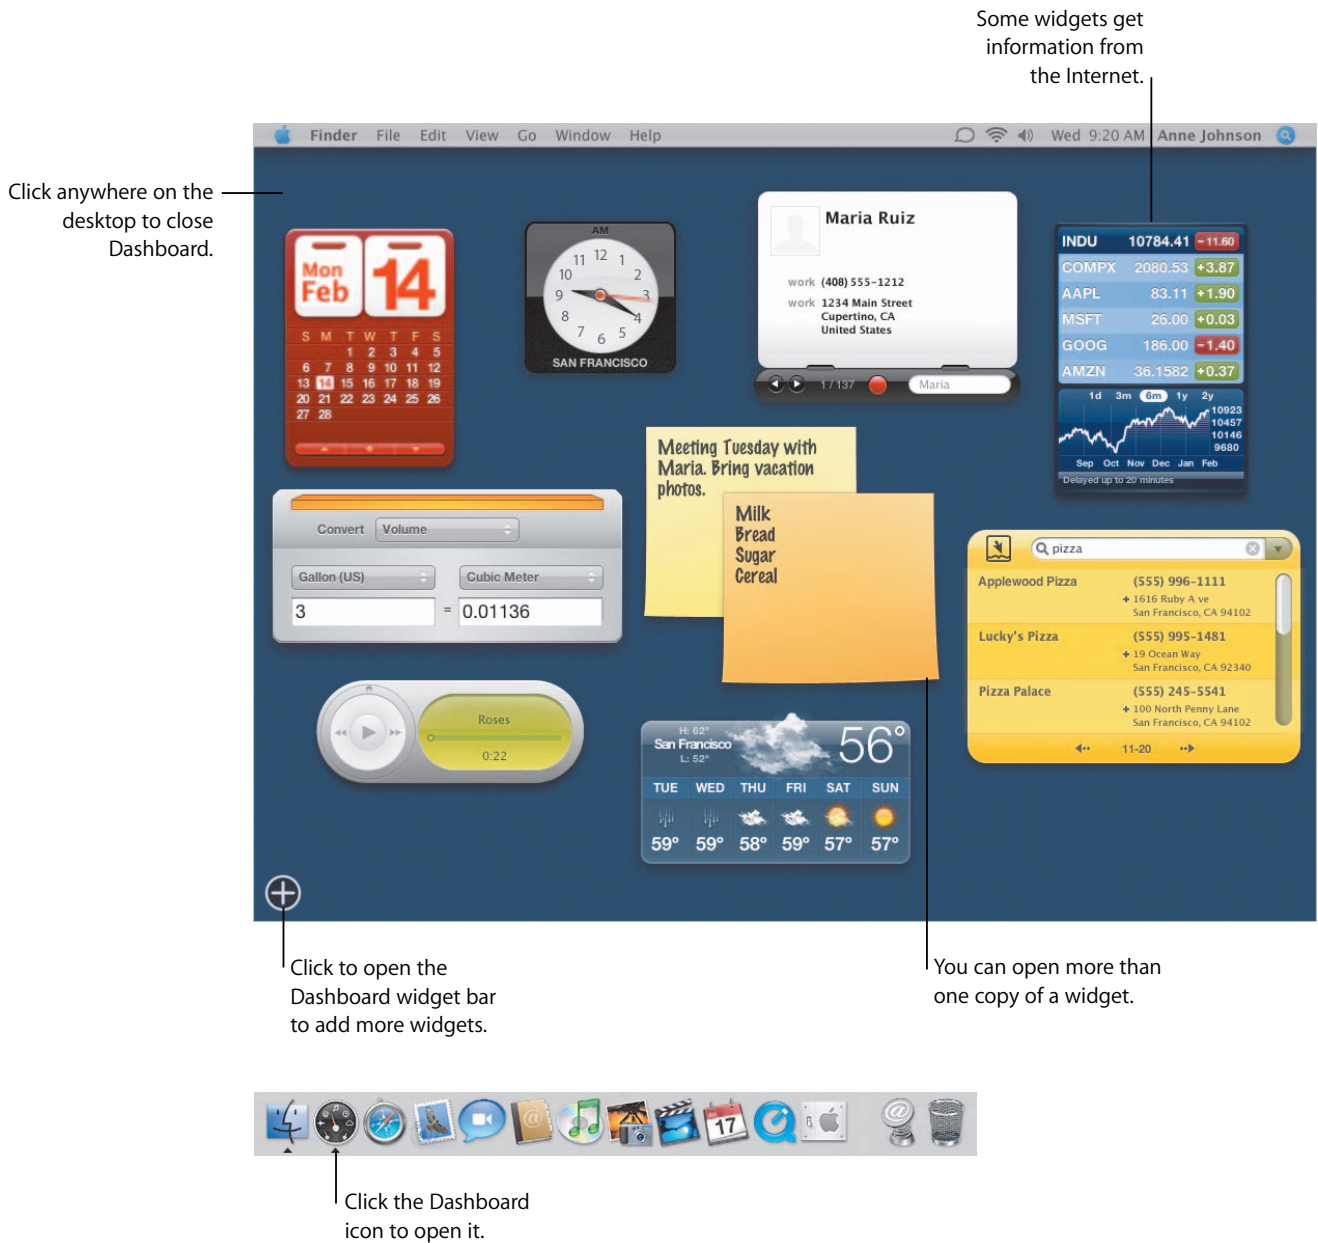 Some widgets get
information from
the Internet.
Finder File Edit View Go Window Help
Wed 9:20 AM Anne Johnson
Click anywhere on the
desktop to close
Dashboard.
Mon
Feb
14
S M T W T F S
1 2 3 4 5
6 7 8 9 10 11 12
13 14 15 16 17 18 19
20 21 22 23 24 25 26
27 28
AM
12
11 1
10 2
9 3
8 4
7 5
6
SAN FRANCISCO
Maria Ruiz
work (408) 555-1212
work 1234 Main Street
Cupertino, CA
United States
1 / 137
Maria
INDU 10784.41 -11.60
COMPX 2080.53 +3.87
AAPL 83.11 +1.90
MSFT 26.00 +0.03
GOOG 186.00 -1.40
AMZN 36.1582 +0.37
1d 3m 6m 1y 2y
10923
10457
10146
9680
Sep Oct Nov Dec Jan Feb
Delayed up to 20 minutes
Meeting Tuesday with
Maria. Bring vacation
photos.
Milk
Bread
Sugar
Cereal
Convert Volume
Gallon (US) Cubic Meter
3 = 0.01136
pizza
Applewood Pizza (555) 996-1111
+ 1616 Ruby A ve
San Francisco, CA 94102
Lucky's Pizza (555) 995-1481
+ 19 Ocean Way
San Francisco, CA 92340
Pizza Palace (555) 245-5541
+ 100 North Penny Lane
San Francisco, CA 94102
11-20
Roses
0:22
H: 62°
San Francisco
L: 52°
56°
TUE WED THU FRI SAT SUN
59° 59° 58° 59° 57° 57°
Click to open the
Dashboard widget bar
to add more widgets.
You can open more than
one copy of a widget.
17
Click the Dashboard
icon to open it.